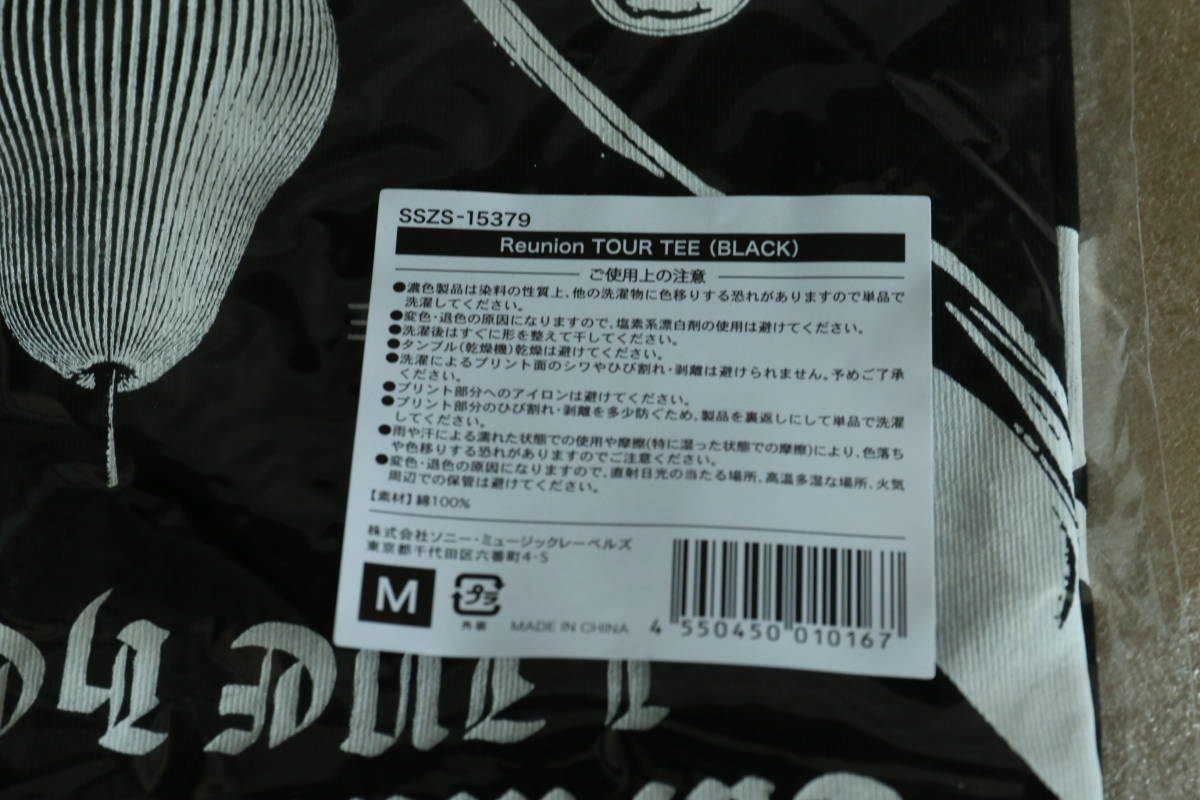 SSZS-15379
Reunion TOUR TEE (BLACK)
ご使用上の注意
●濃色製品は染料の性質上、他の洗濯物に色移りする恐れがありますので単品で
洗濯してください。
●変色・退色の原因になりますので、塩素系漂白剤の使用は避けてください。
●洗濯後はすぐに形を整えて干してください。
●タンブル(乾燥機)乾燥は避けてください。
●洗濯によるプリント面のシワやひび割れ・剥離は避けられません。予めご了承
ください。
●プリント部分へのアイロンは避けてください。
●プリント部分のひび割れ・剥離を多少防ぐため、製品を裏返しにして単品で洗濯
してください。
●雨や汗による濡れた状態での使用や摩擦(特に湿った状態での摩擦)により、色落ち
や色移りする恐れがありますのでご注意ください。
●変色・退色の原因になりますので、直射日光の当たる場所、高温多湿な場所、火気
周辺での保管は避けてください。
【素材】綿100%
株式会社ソニー・ミュージックレーベルズ
東京都千代田区六番町4-5
M
プラ
外装
MADE IN CHINA
4 550450 010167